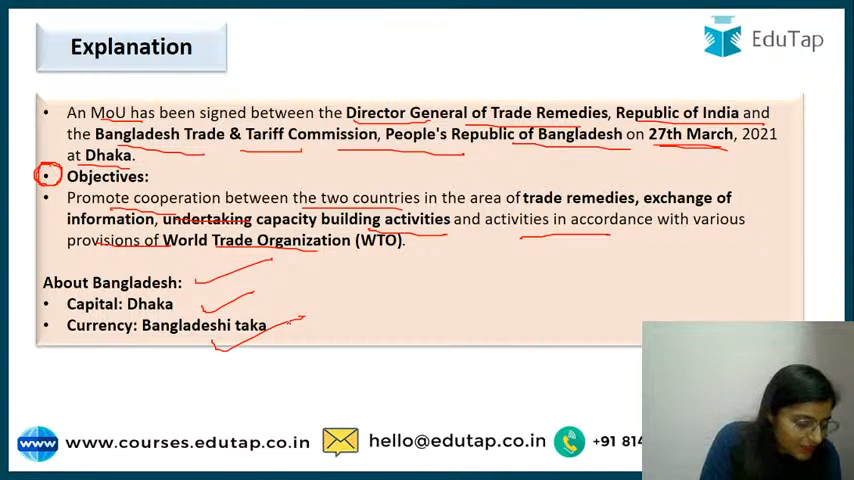 Explanation
EduTap
• An MoU has been signed between the Director General of Trade Remedies, Republic of India and
the Bangladesh Trade & Tariff Commission, People's Republic of Bangladesh on 27th March, 2021
at Dhaka.
• Objectives:
• Promote cooperation between the two countries in the area of trade remedies, exchange of
information, undertaking capacity building activities and activities in accordance with various
provisions of World Trade Organization (WTO).
About Bangladesh:
• Capital: Dhaka
• Currency: Bangladeshi taka
www www.courses.edutap.co.in hello@edutap.co.in +91 814